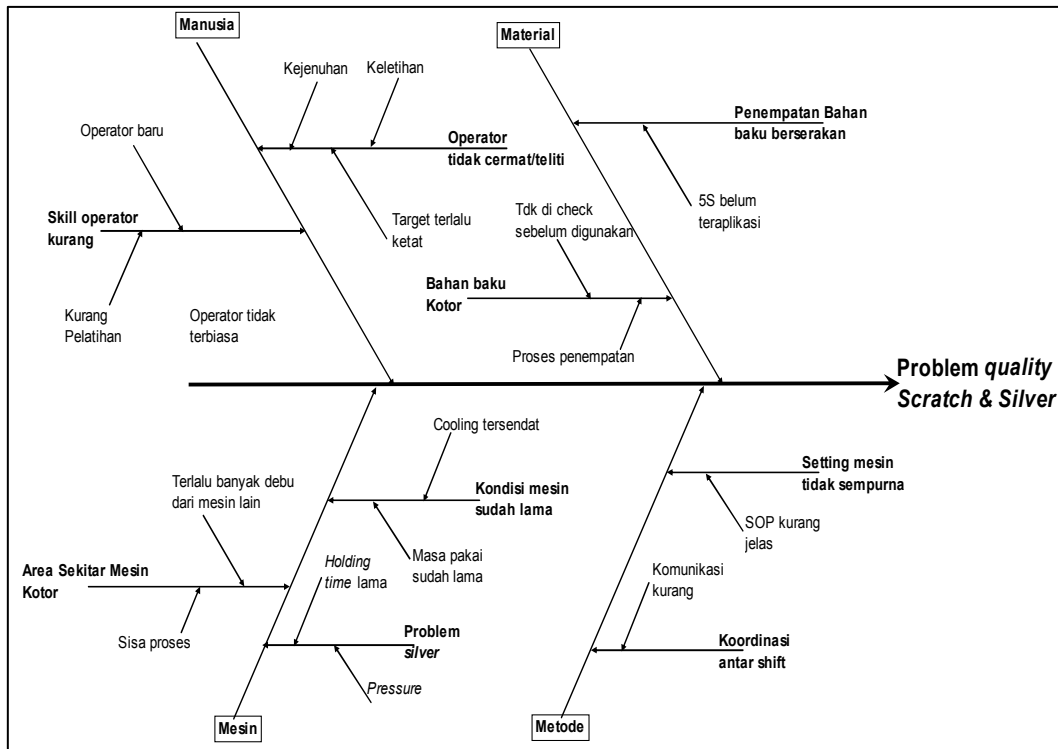 Manusia
Material
Kejenuhan
Keletihan
Operator baru
Operator
tidak cermat/teliti
Penempatan Bahan
baku berserakan
Skill operator
kurang
Target terlalu
ketat
Tdk di check
sebelum digunakan
5S belum
teraplikasi
Bahan baku
Kotor
Kurang
Pelatihan
Operator tidak
terbiasa
Proses penempatan
Problem quality
Scratch & Silver
Cooling tersendat
Terlalu banyak debu
dari mesin lain
Kondisi mesin
sudah lama
Setting mesin
tidak sempurna
SOP kurang
jelas
Area Sekitar Mesin
Kotor
Holding
time lama
Masa pakai
sudah lama
Komunikasi
kurang
Sisa proses
Problem
silver
Koordinasi
antar shift
Pressure
Mesin
Metode